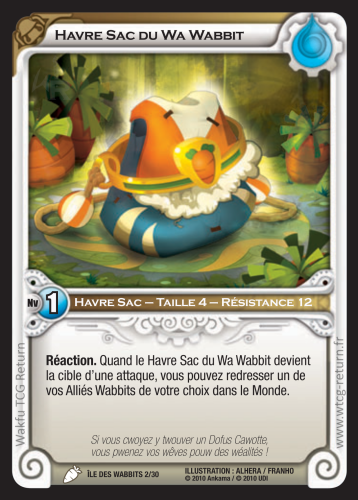 Havre Sac du Wa Wabbit
Nv 1 Havre Sac – Taille 4 – Résistance 12
Réaction. Quand le Havre Sac du Wa Wabbit devient
la cible d'une attaque, vous pouvez redresser un de
vos Alliés Wabbits de votre choix dans le Monde.
Si vous cwoyez y twouver un Dofus Cawotte,
vous pwenez vos wêves pouw des wéalités !
ÎLE DES WABBITS 2/30
ILLUSTRATION : ALHERA / FRANHO
© 2010 Ankama / © 2010 UDI
Wakfu TCG Return
www.wtcg-return.fr